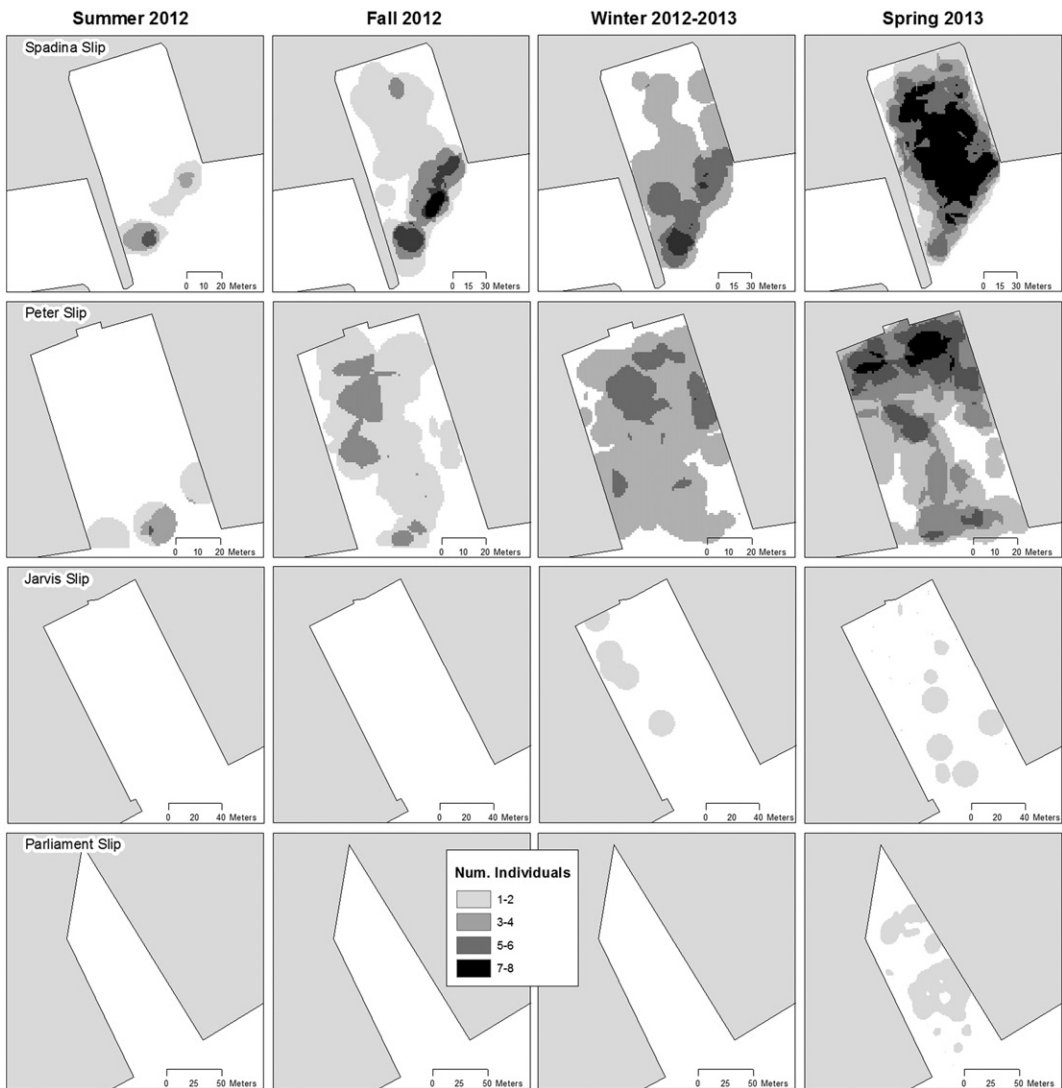 Summer 2012
Fall 2012
Winter 2012-2013
Spring 2013
Spadina Slip
0 10 20 Meters
0 15 30 Meters
0 15 30 Meters
0 15 30 Meters
Peter Slip
0 10 20 Meters
0 10 20 Meters
0 10 20 Meters
0 10 20 Meters
Jarvis Slip
0 20 40 Meters
0 20 40 Meters
0 20 40 Meters
0 20 40 Meters
Parliament Slip
Num. Individuals
1-2
3-4
5-6
7-8
0 25 50 Meters
0 25 50 Meters
0 25 50 Meters
0 25 50 Meters